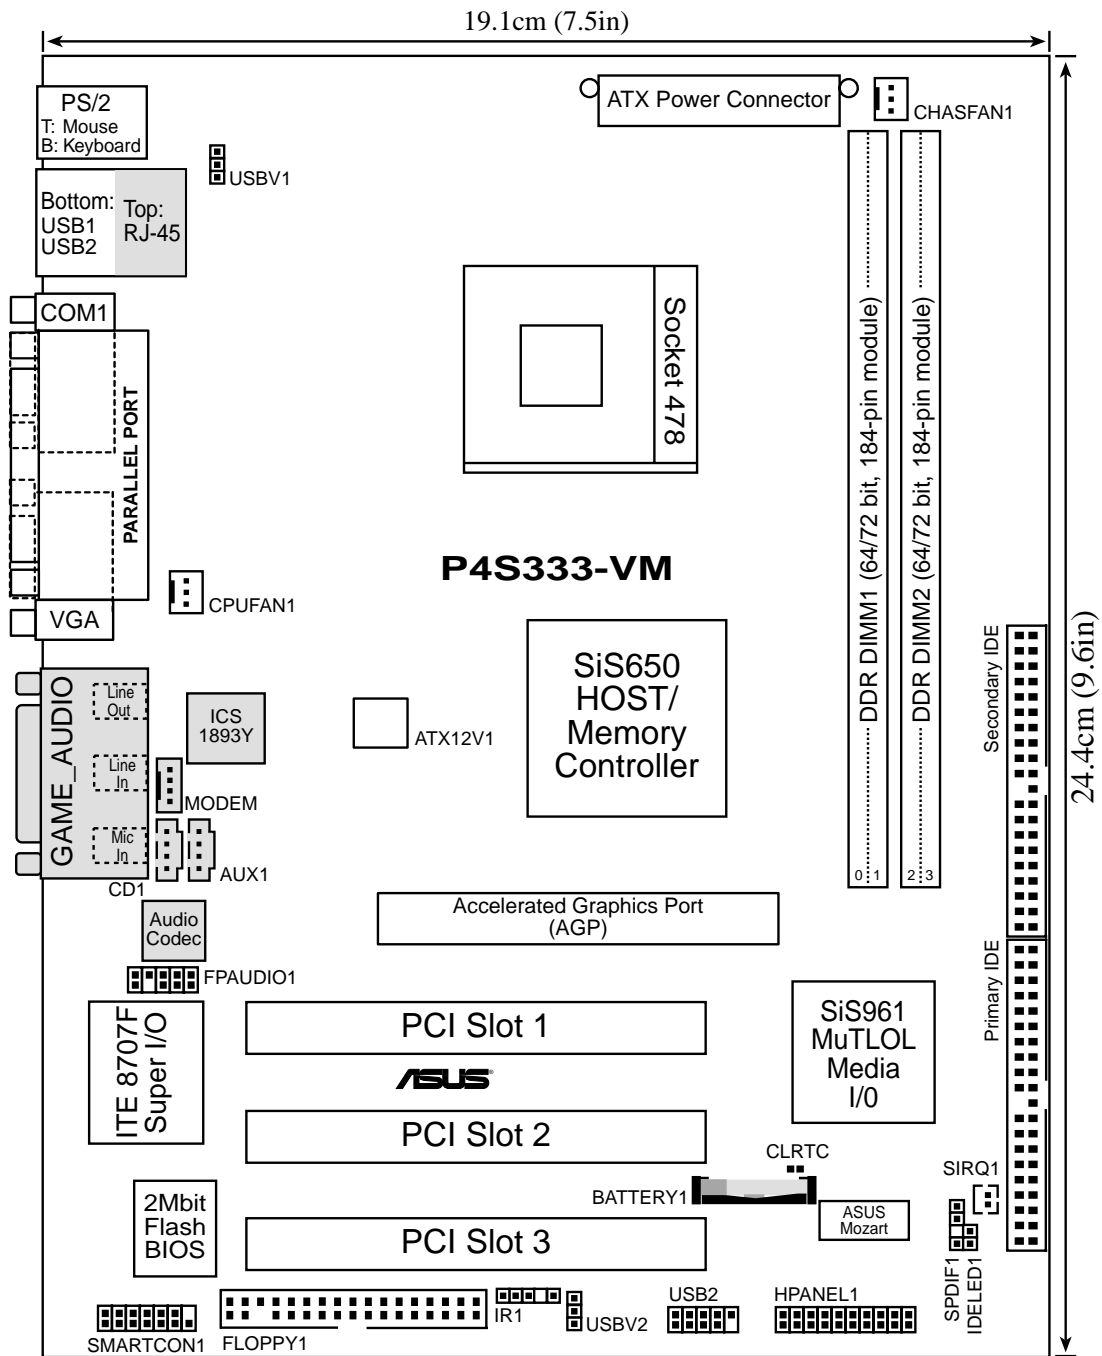 19.1cm (7.5in)
PS/2
T: Mouse
B: Keyboard
ATX Power Connector
CHASFAN1
USBV1
Bottom:
USB1
USB2
Top:
RJ-45
COM1
PARALLEL PORT
VGA
Socket 478
DDR DIMM1 (64/72 bit, 184-pin module)
DDR DIMM2 (64/72 bit, 184-pin module)
0 1
2 3
P4S333-VM
CPUFAN1
24.4cm (9.6in)
Secondary IDE
SiS650
HOST/
Memory
Controller
GAME_AUDIO
Line
Out
Line
In
Mic
In
ICS
1893Y
ATX12V1
MODEM
CD1
AUX1
Accelerated Graphics Port
(AGP)
Audio
Codec
FPAUDIO1
Primary IDE
ITE 8707F
Super I/O
PCI Slot 1
SiS961
MuTLOL
Media
I/0
ASUS
PCI Slot 2
CLRTC
BATTERY1
SIRQ1
2Mbit
Flash
BIOS
ASUS
Mozart
PCI Slot 3
SPDIF1
IDELED1
SMARTCON1
FLOPPY1
IR1
USBV2
USB2
HPANEL1